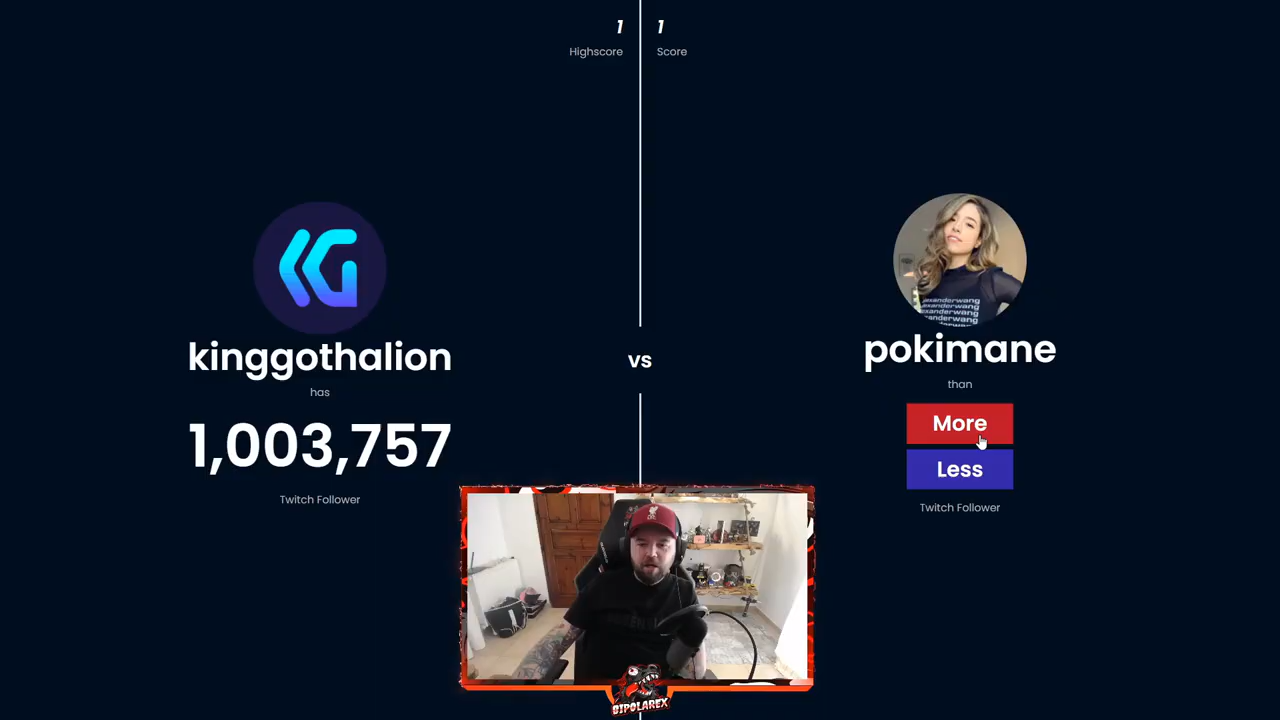 1
Highscore
1
Score
kinggothalion
has
1,003,757
Twitch Follower
vs
pokimane
than
More
Less
Twitch Follower
alexanderwang
BIPOLAREX